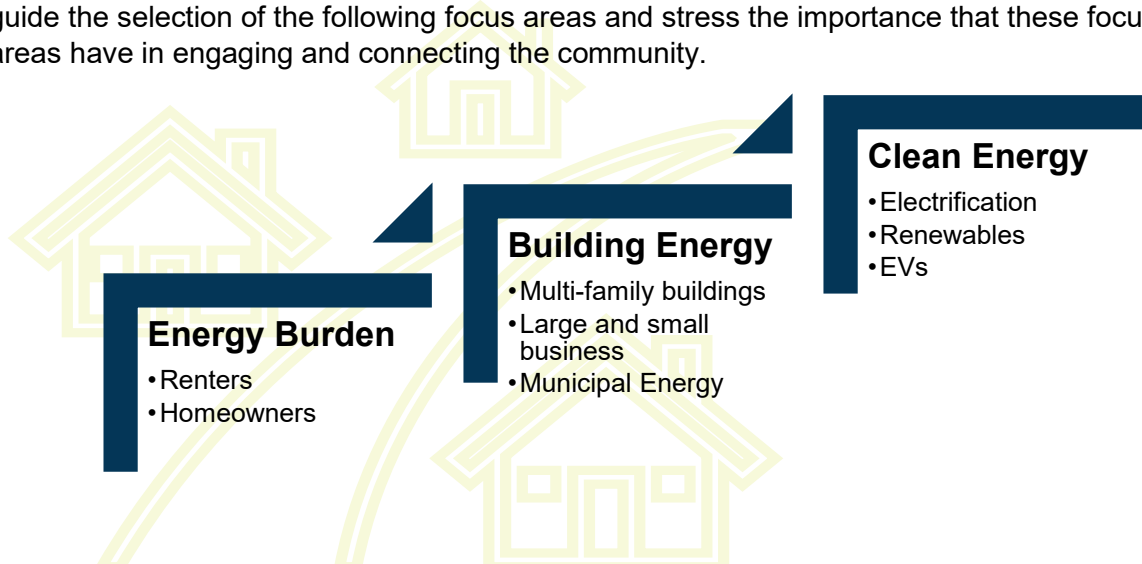 guide the selection of the following focus areas and stress the importance that these focu
areas have in engaging and connecting the community.
Energy Burden
•Renters
•Homeowners
Building Energy
•Multi-family buildings
•Large and small
business
•Municipal Energy
Clean Energy
•Electrification
•Renewables
•EVs